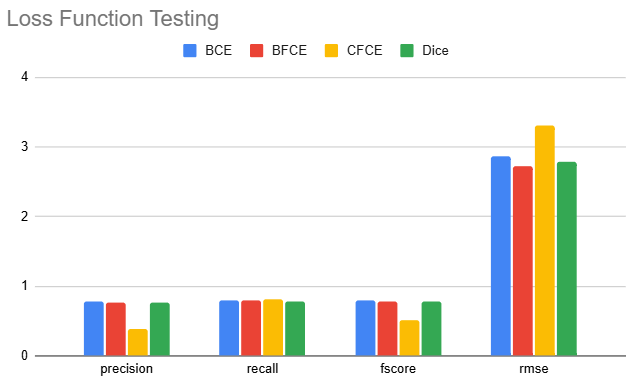 Loss Function Testing
BCE BFCE CFCE Dice
4
3
2
1
0
precision recall fscore rmse